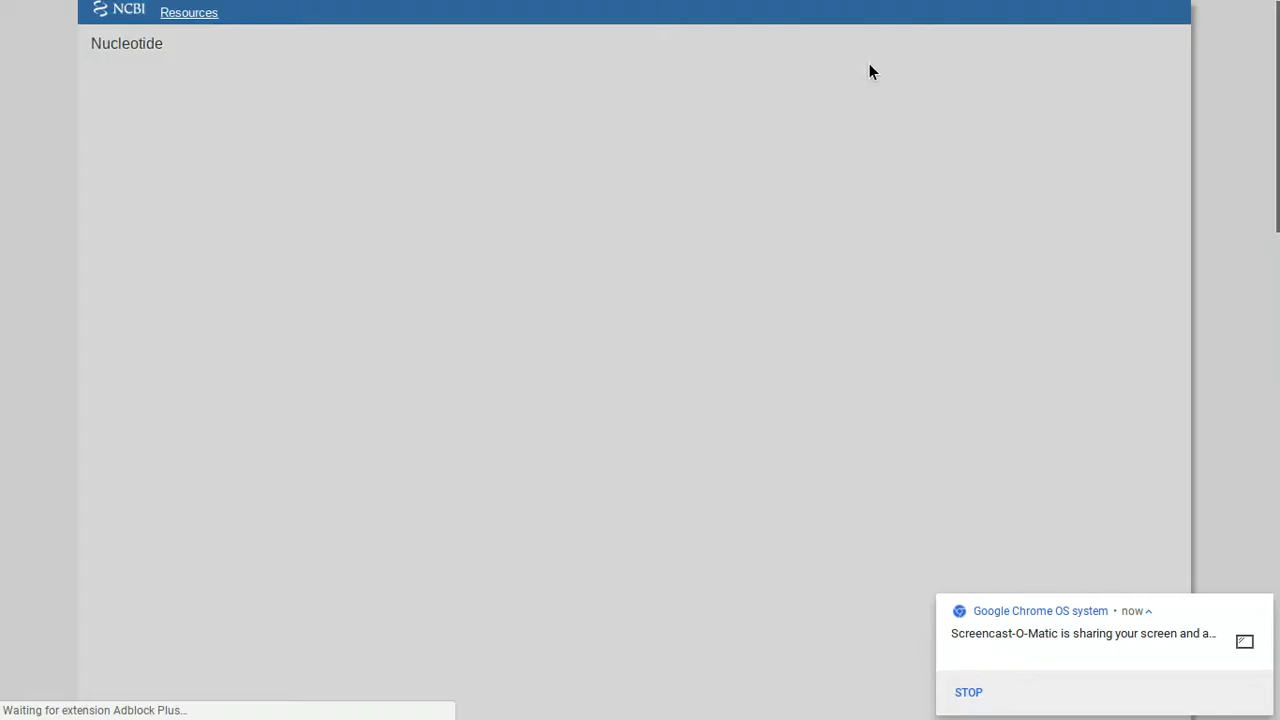 NCBI
Resources
Nucleotide
Google Chrome OS system • now
Screencast-O-Matic is sharing your screen and a...
STOP
Waiting for extension Adblock Plus...